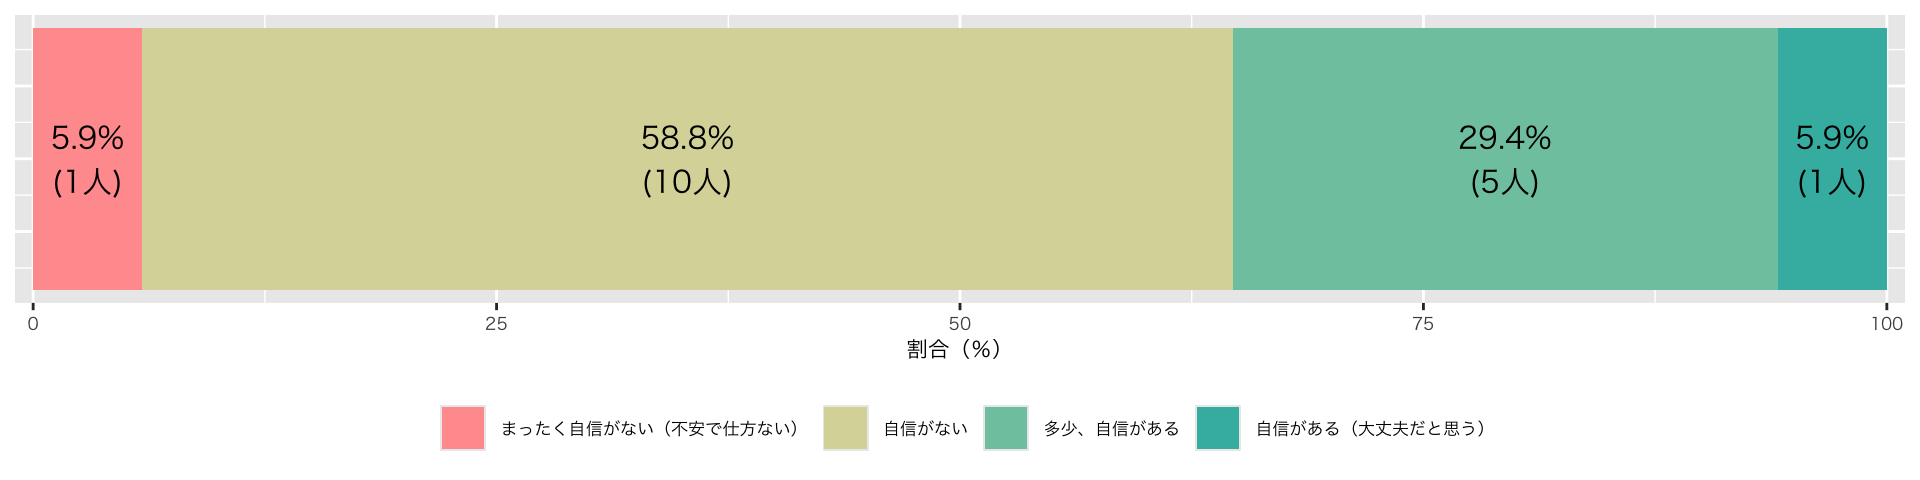 5.9%
(1人)
58.8%
(10人)
29.4%
(5人)
5.9%
(1人)
0 25 50 75 100
割合（%）
まったく自信がない（不安で仕方ない） 自信がない 多少、自信がある 自信がある（大丈夫だと思う）